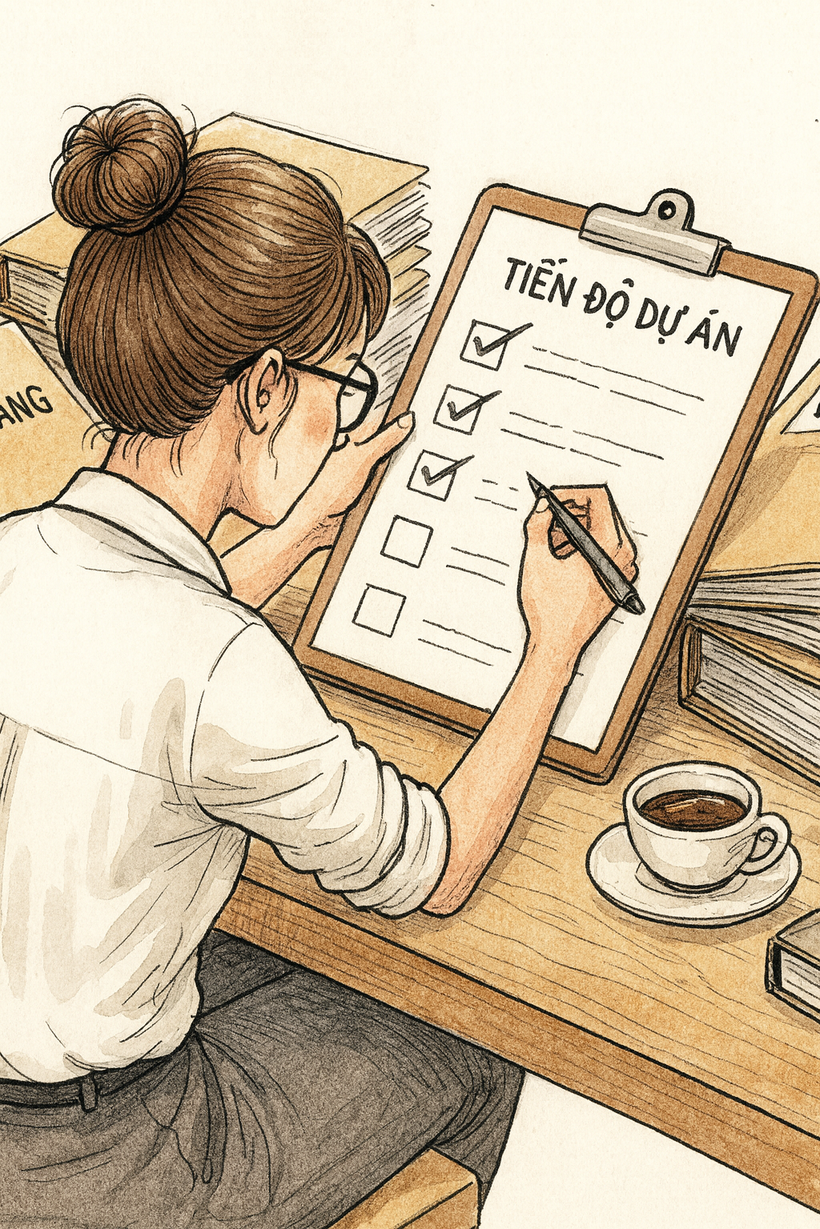 TIẾN ĐỘ DỰ ÁN
ANG